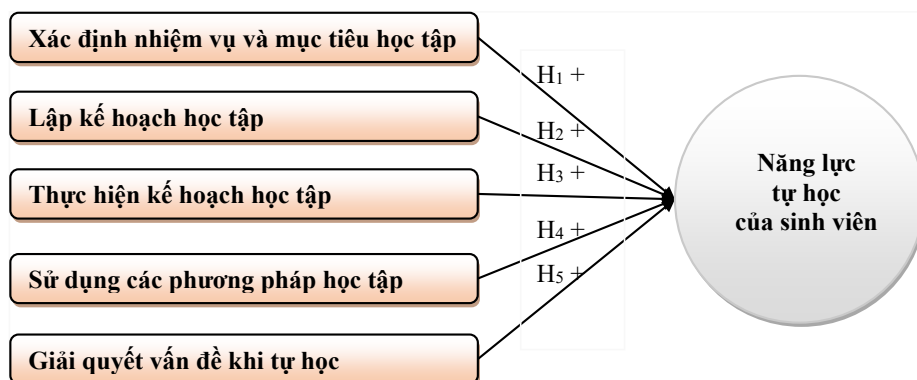 Xác định nhiệm vụ và mục tiêu học tập
H1 +
Lập kế hoạch học tập
H2 +
Thực hiện kế hoạch học tập
H3 +
Sử dụng các phương pháp học tập
H4 +
Giải quyết vấn đề khi tự học
H5 +
Năng lực
tự học
của sinh viên